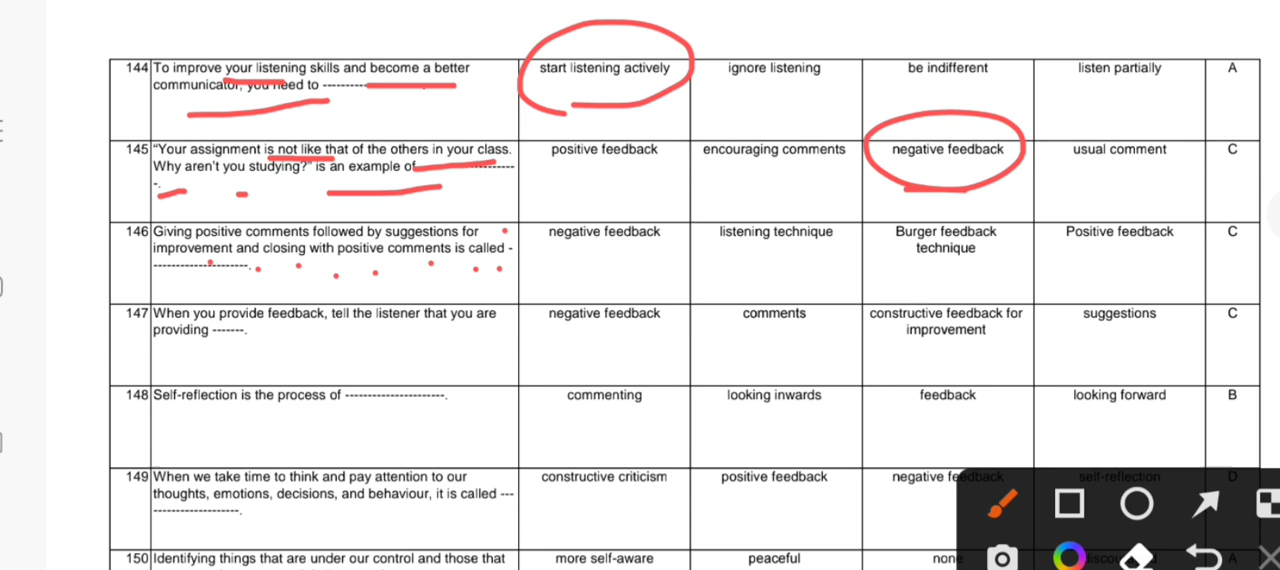 144 To improve your listening skills and become a better communicator, you need to ---------
start listening actively
ignore listening
be indifferent
listen partially
A
145 "Your assignment is not like that of the others in your class.
Why aren't you studying?" is an example of ----------
-.
positive feedback
encouraging comments
negative feedback
usual comment
C
146 Giving positive comments followed by suggestions for
improvement and closing with positive comments is called -
--------------------.
negative feedback
listening technique
Burger feedback
technique
Positive feedback
C
147 When you provide feedback, tell the listener that you are
providing -------.
negative feedback
comments
constructive feedback for
improvement
suggestions
C
148 Self-reflection is the process of ----------------------.
commenting
looking inwards
feedback
looking forward
B
149 When we take time to think and pay attention to our
thoughts, emotions, decisions, and behaviour, it is called ---
-------------------.
constructive criticism
positive feedback
negative feedback
self-reflection
D
150 Identifying things that are under our control and those that
more self-aware
peaceful
none
A